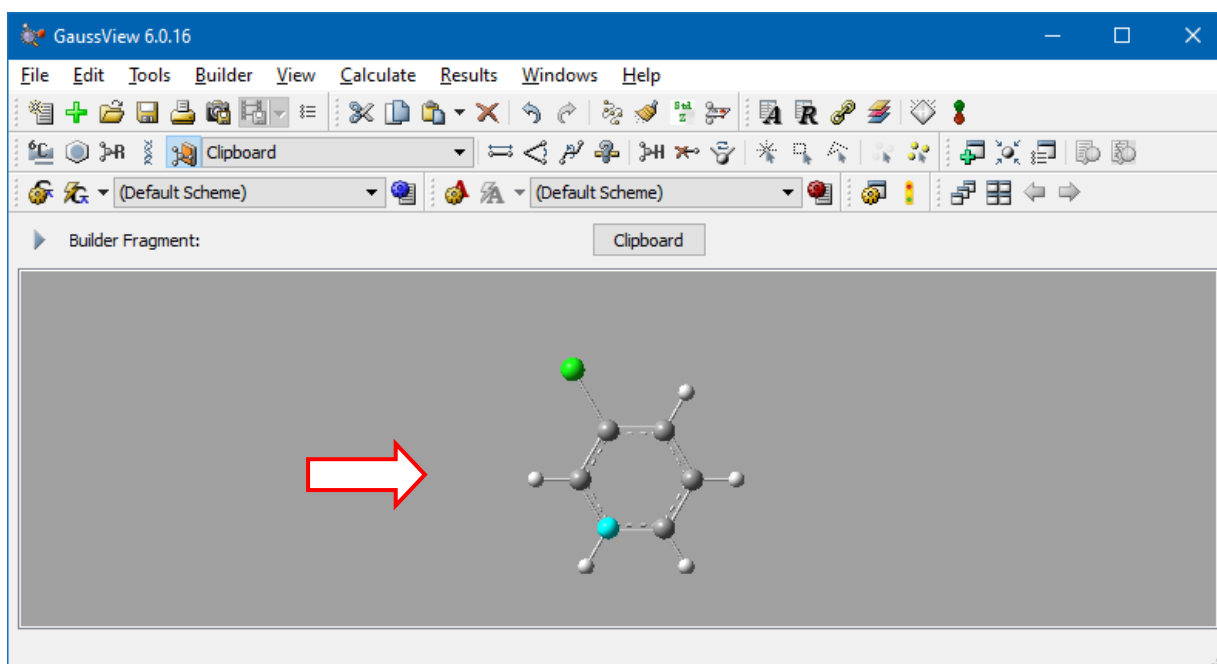 GaussView 6.0.16
File Edit Tools Builder View Calculate Results Windows Help
Clipboard
(Default Scheme) (Default Scheme)
Builder Fragment: Clipboard